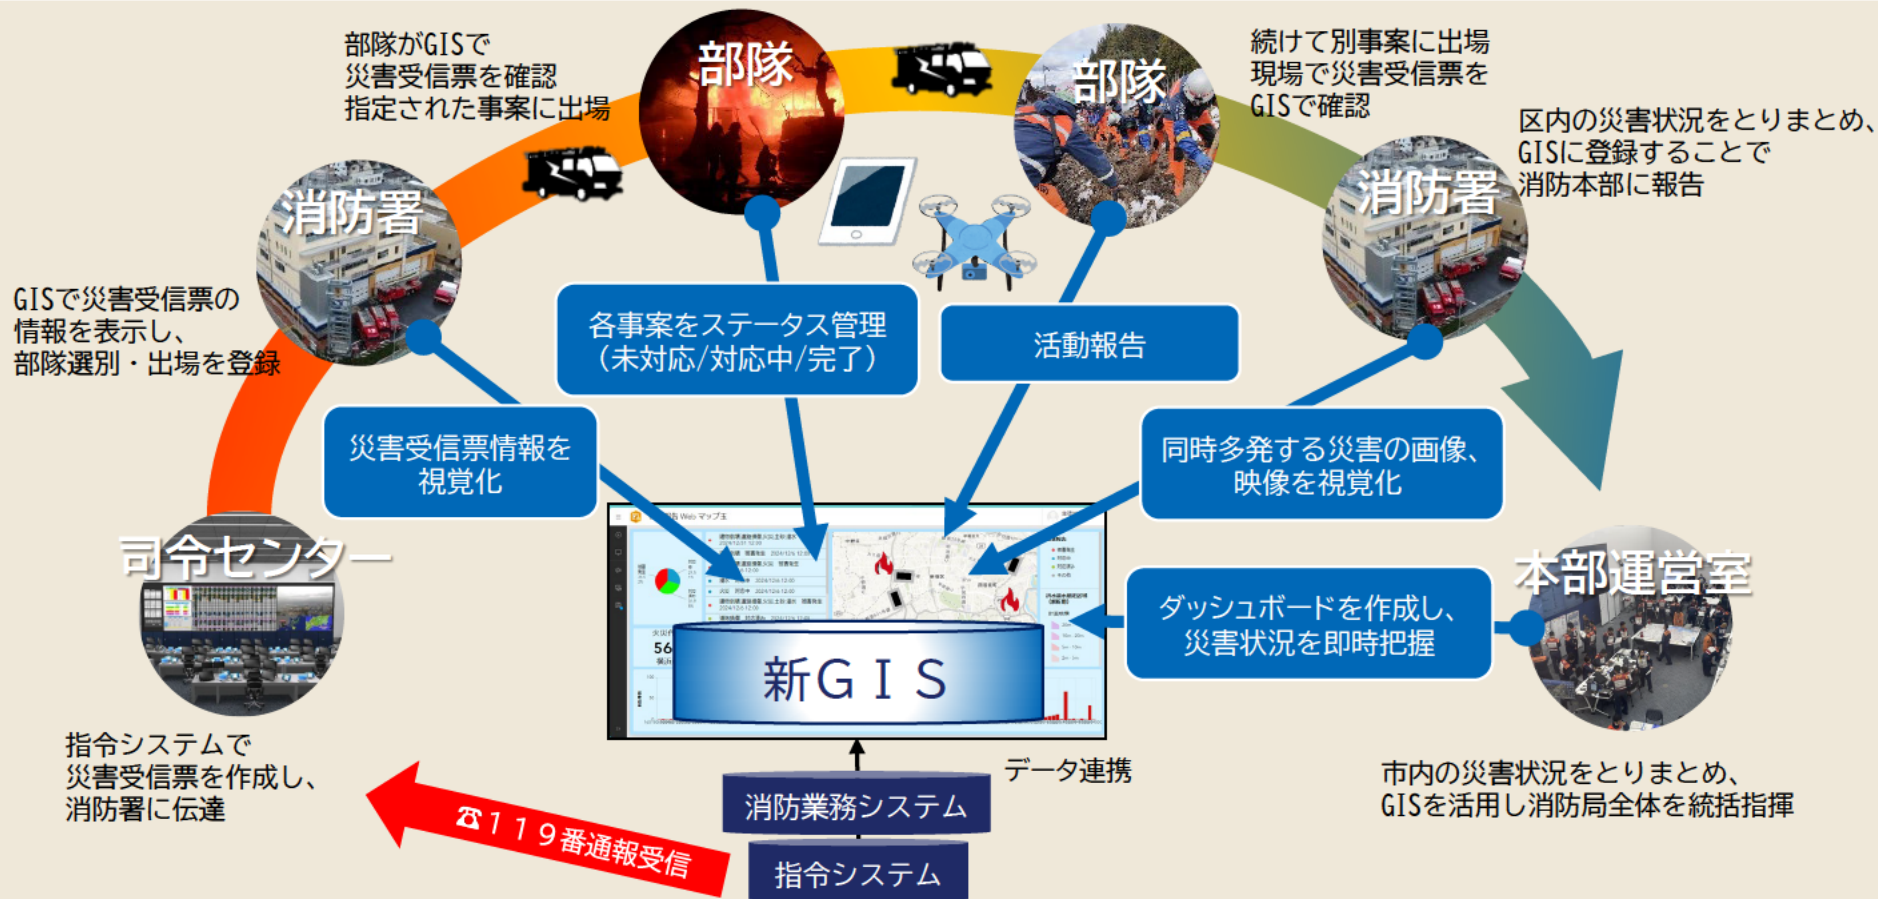 部隊がGISで
災害受信票を確認
指定された事案に出場
部隊
部隊
続けて別事案に出場
現場で災害受信票を
GISで確認
区内の災害状況をとりまとめ、
GISに登録することで
消防本部に報告
消防署
消防署
GISで災害受信票の
情報を表示し、
部隊選別・出場を登録
各事案をステータス管理
（未対応/対応中/完了）
活動報告
災害受信票情報を
視覚化
同時多発する災害の画像、
映像を視覚化
司令センター
本部運営室
ダッシュボードを作成し、
災害状況を即時把握
Web マップ玉
新GIS
指令システムで
災害受信票を作成し、
消防署に伝達
データ連携
市内の災害状況をとりまとめ、
GISを活用し消防局全体を統括指揮
消防業務システム
☎119番通報受信
指令システム